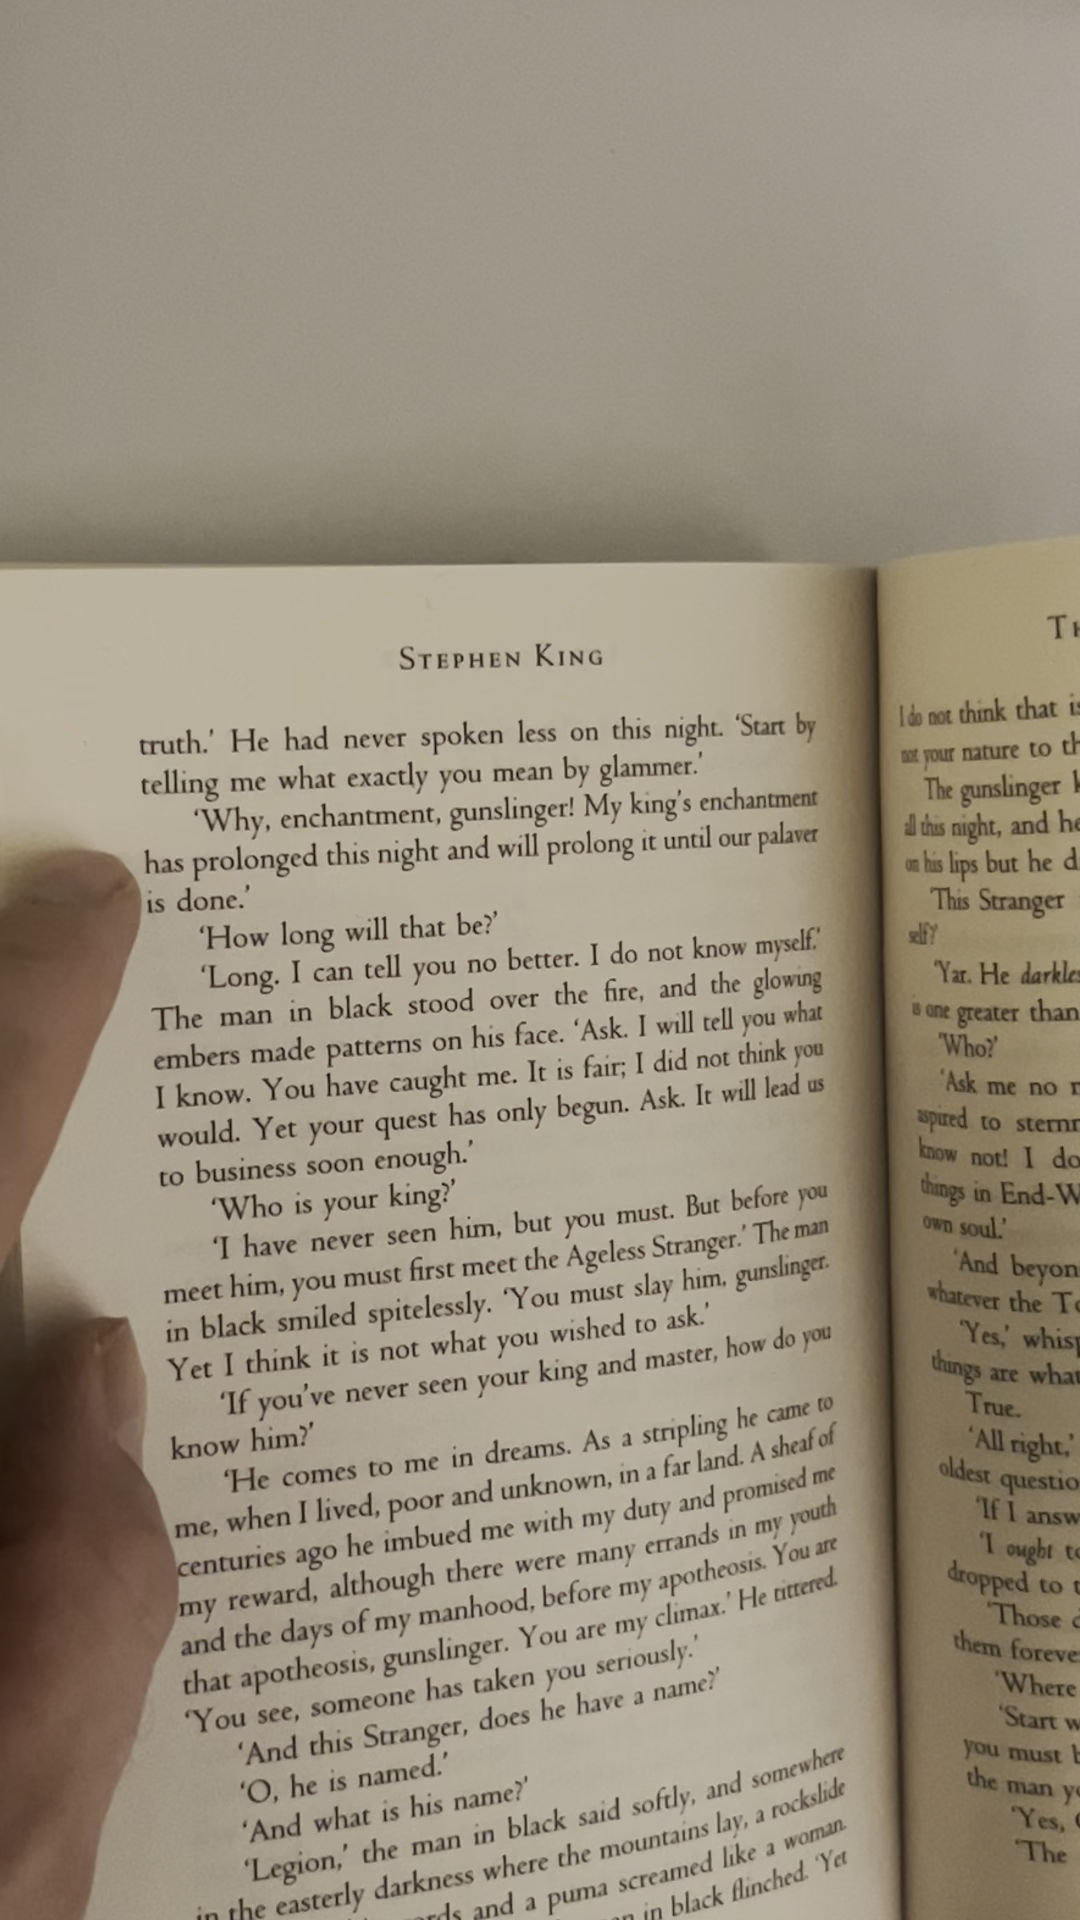 STEPHEN KING
truth.’ He had never spoken less on this night. ‘Start by
telling me what exactly you mean by glammer.’
‘Why, enchantment, gunslinger! My king’s enchantment
has prolonged this night and will prolong it until our palaver
is done.’
‘How long will that be?’
‘Long. I can tell you no better. I do not know myself.’
The man in black stood over the fire, and the glowing
embers made patterns on his face. ‘Ask. I will tell you what
I know. You have caught me. It is fair; I did not think you
would. Yet your quest has only begun. Ask. It will lead us
to business soon enough.’
‘Who is your king?’
‘I have never seen him, but you must. But before you
meet him, you must first meet the Ageless Stranger.’ The man
in black smiled spitelessly. ‘You must slay him, gunslinger.
Yet I think it is not what you wished to ask.’
‘If you’ve never seen your king and master, how do you
know him?’
‘He comes to me in dreams. As a stripling he came to
me, when I lived, poor and unknown, in a far land. A sheaf of
centuries ago he imbued me with my duty and promised me
my reward, although there were many errands in my youth
and the days of my manhood, before my apotheosis. You are
that apotheosis, gunslinger. You are my climax.’ He tittered.
‘You see, someone has taken you seriously.’
‘And this Stranger, does he have a name?’
‘O, he is named.’
‘And what is his name?’
‘Legion,’ the man in black said softly, and somewhere
in the easterly darkness where the mountains lay, a rockslide
and a puma screamed like a woman.
in black flinched. ‘Yet
I do not think that is
not your nature to
The gunslinger
all this night, and he
on his lips but he
‘This Stranger
self?’
‘Yar. He
is one greater than
‘Who?’
‘Ask me no
aspired to
know not! I do
things in
own soul.’
‘And
whatever the
‘Yes,’
things are
True.
‘All right,’
oldest
‘If I
‘I ought
dropped to
‘Those
them
‘Where
‘Start
you must
the man
‘Yes,
‘The